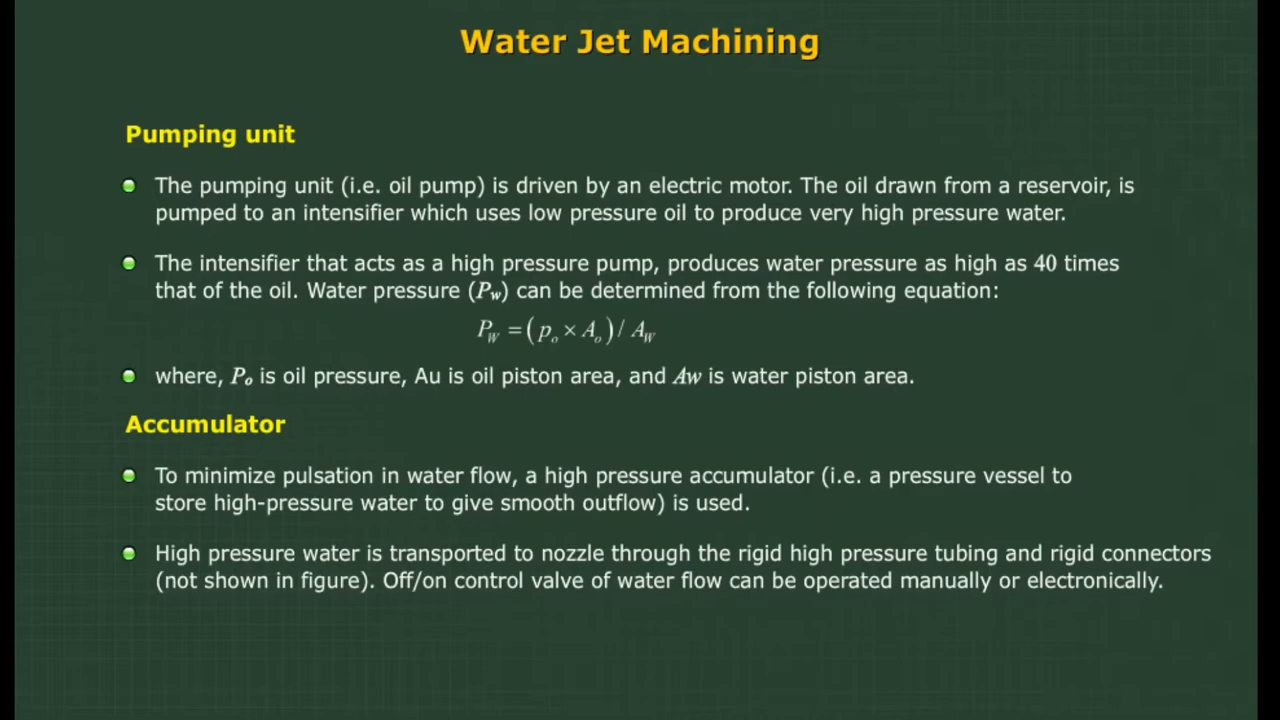 Water Jet Machining
Pumping unit
The pumping unit (i.e. oil pump) is driven by an electric motor. The oil drawn from a reservoir, is
pumped to an intensifier which uses low pressure oil to produce very high pressure water.
The intensifier that acts as a high pressure pump, produces water pressure as high as 40 times
that of the oil. Water pressure (Pw) can be determined from the following equation:
P_W = (p_o × A_o) / A_W
where, P_o is oil pressure, Au is oil piston area, and Aw is water piston area.
Accumulator
To minimize pulsation in water flow, a high pressure accumulator (i.e. a pressure vessel to
store high-pressure water to give smooth outflow) is used.
High pressure water is transported to nozzle through the rigid high pressure tubing and rigid connectors
(not shown in figure). Off/on control valve of water flow can be operated manually or electronically.